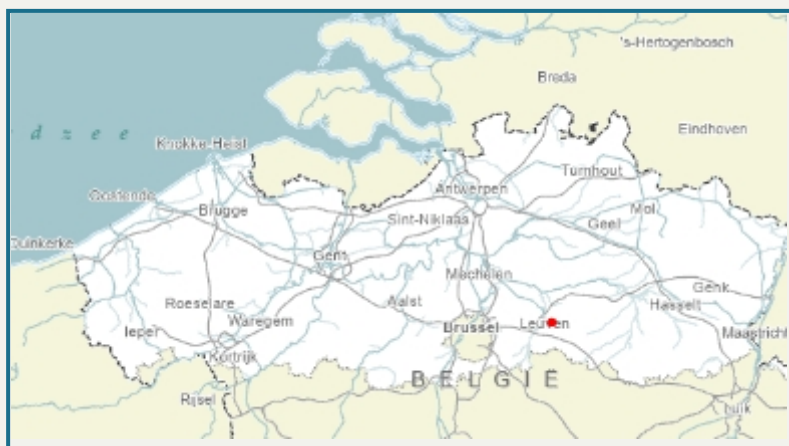 's-Hertogenbosch
Breda
dzee
Eindhoven
Knokke-Heist
Turnhout
Antwerpen
Oostende
Mol
Brugge
Sint-Niklaas
Geel
Duinkerke
Gent
Mechelen
Genk
Roeselare
Aalst
Hasselt
Ieper
Waregem
Brussel
Leuven
Maastricht
Kortrijk
BELGIË
Rijsel
Luik